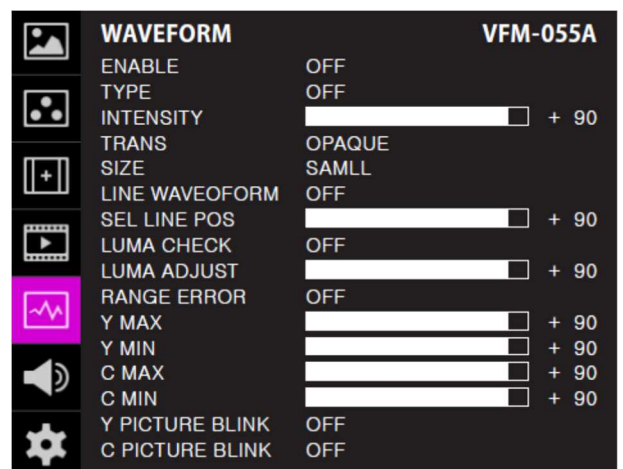 WAVEFORM VFM-055A
ENABLE OFF
TYPE OFF
INTENSITY + 90
TRANS OPAQUE
SIZE SAMLL
LINE WAVEOFORM OFF
SEL LINE POS + 90
LUMA CHECK OFF
LUMA ADJUST + 90
RANGE ERROR OFF
Y MAX + 90
Y MIN + 90
C MAX + 90
C MIN + 90
Y PICTURE BLINK OFF
C PICTURE BLINK OFF